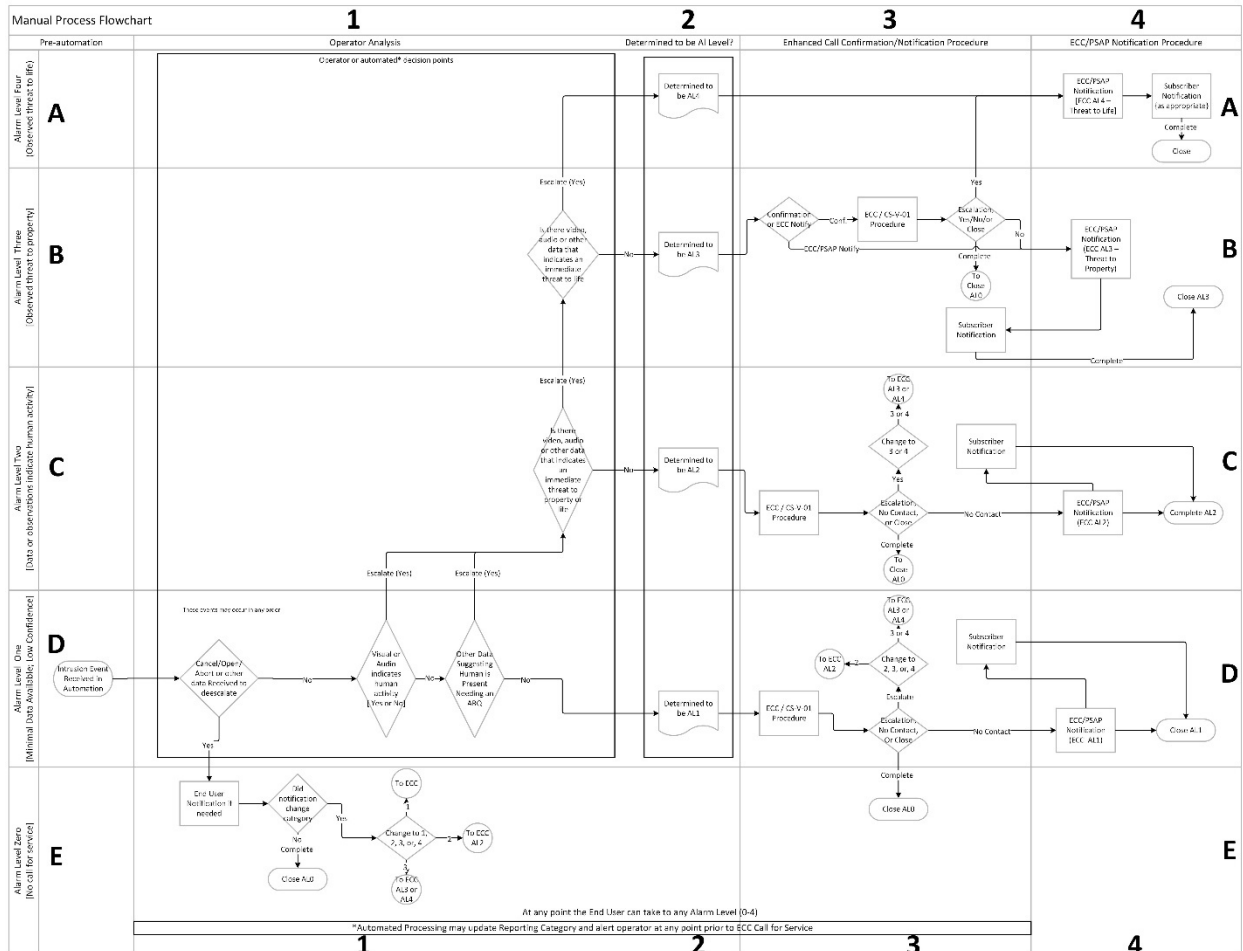 Manual Process Flowchart
1
2
3
4
Pre-automation
Operator Analysis
Determined to be Al Level?
Enhanced Call Confirmation/Notification Procedure
ECC/PSAP Notification Procedure
Operator or automated* decision points
Alarm Level Four
[Observed threat to life]
A
Determined to
be AL4
ECC/PSAP
Notification
[ECC AL4 –
Threat to Life]
Subscriber
Notification
(as appropriate)
Complete
Close
A
Alarm Level Three
[Observed threat to property]
B
Escalate (Yes)
Is there video,
audio or other
data that
indicates an
immediate
threat to life
No
Determined to
be AL3
Confirmation
or ECC Notify
Conf.
ECC / CS-V-01
Procedure
Yes
Escalation,
Yes/No/or
Close
No
ECC/PSAP Notify
Complete
To
Close
AL0
ECC/PSAP
Notification
(ECC AL3 –
Threat to
Property)
Close AL3
Subscriber
Notification
Complete
B
Alarm Level Two
[Data or observations indicate human activity]
C
Escalate (Yes)
Is there
video, audio
or other data
that indicates
an
immediate
threat to
property or
life
No
Determined to
be AL2
ECC / CS-V-01
Procedure
To ECC
AL3 or
AL4
3 or 4
Change to
3 or 4
Yes
Escalation,
No Contact,
or Close
No Contact
Complete
To
Close
AL0
Subscriber
Notification
ECC/PSAP
Notification
(ECC AL2)
Complete AL2
C
Escalate (Yes)
Escalate (Yes)
Alarm Level One
[Minimal Data Available; Low Confidence]
D
These events may occur in any order
Intrusion Event
Received in
Automation
Cancel/Open/
Abort or other
data Received to
deescalate
No
Visual or
Audio
indicates
human
activity
[Yes or No]
No
Other Data
Suggesting
Human is
Present
Needing an
ARQ
No
Determined to
be AL1
ECC / CS-V-01
Procedure
To ECC
AL3 or
AL4
3 or 4
To ECC
AL2
2
Change to
2, 3, or, 4
Escalate
Escalation,
No Contact,
Or Close
No Contact
Subscriber
Notification
ECC/PSAP
Notification
(ECC AL1)
Close AL1
D
Yes
Complete
Close AL0
Alarm Level Zero
[No call for service]
E
End User
Notification if
needed
Did
notification
change
category
Yes
No
Complete
Close AL0
To ECC
1
Change to 1,
2, 3, or, 4
2
To ECC
AL2
3
To ECC
AL3 or
AL4
E
At any point the End User can take to any Alarm Level (0-4)
*Automated Processing may update Reporting Category and alert operator at any point prior to ECC Call for Service
1
2
3
4